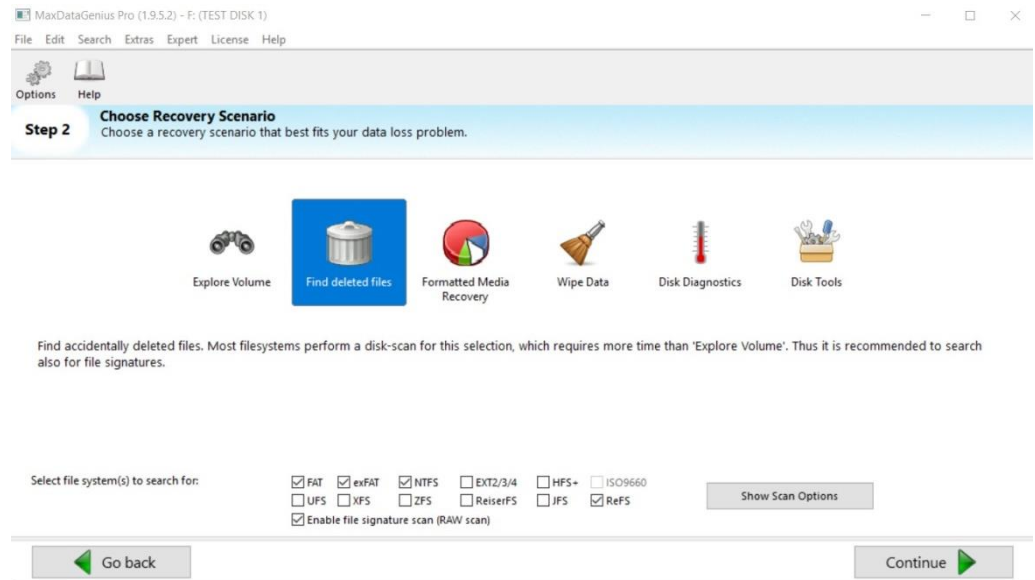 MaxDataGenius Pro (1.9.5.2) - F: (TEST DISK 1)
File Edit Search Extras Expert License Help
Options Help
Step 2
Choose Recovery Scenario
Choose a recovery scenario that best fits your data loss problem.
Explore Volume Find deleted files Formatted Media Recovery Wipe Data Disk Diagnostics Disk Tools
Find accidentally deleted files. Most filesystems perform a disk-scan for this selection, which requires more time than 'Explore Volume'. Thus it is recommended to search
also for file signatures.
Select file system(s) to search for:
FAT exFAT NTFS EXT2/3/4 HFS+ ISO9660
UFS XFS ZFS ReiserFS JFS ReFS
Enable file signature scan (RAW scan)
Show Scan Options
Go back Continue